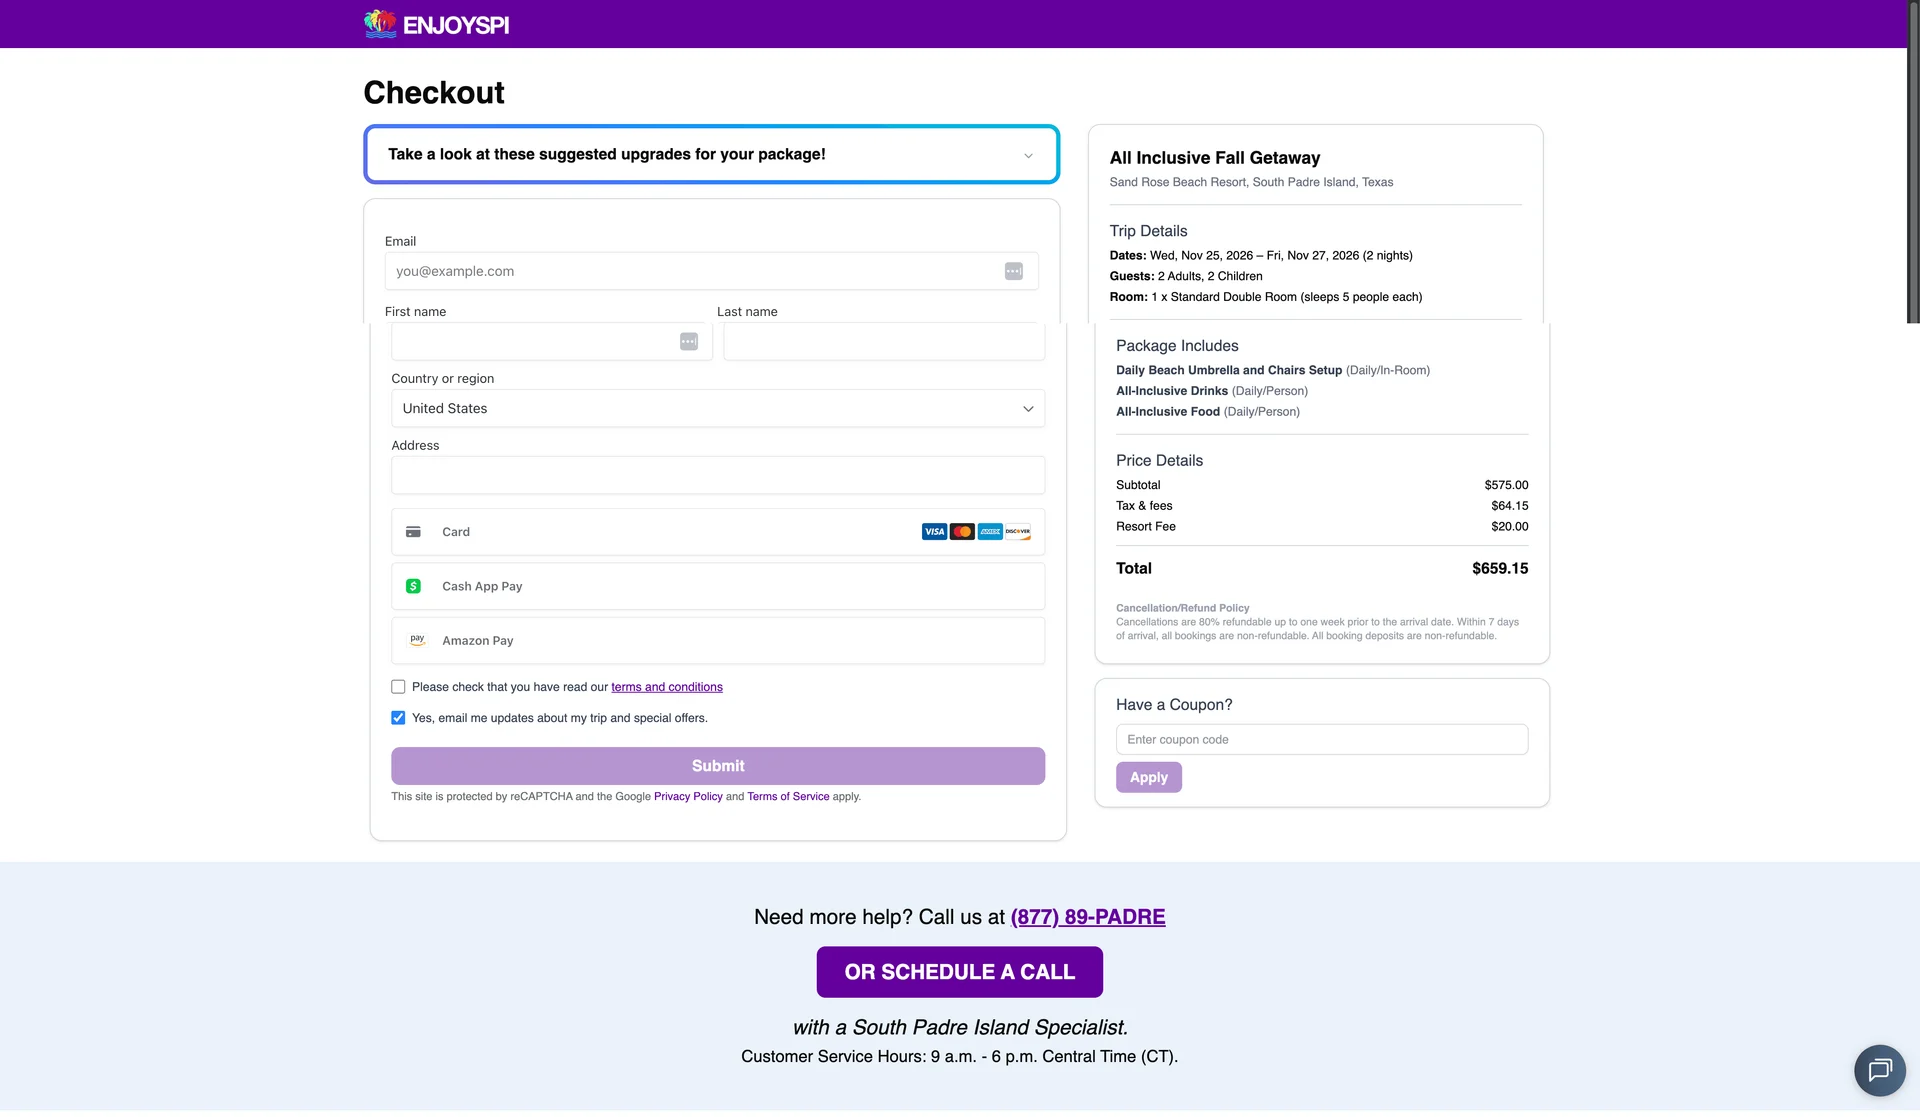 ENJOYSPI
Checkout
Take a look at these suggested upgrades for your package!
Email
you@example.com
First name
Last name
Country or region
United States
Address
Card
VISA
AMEX
DISCOVER
Cash App Pay
pay
Amazon Pay
Please check that you have read our terms and conditions
Yes, email me updates about my trip and special offers.
Submit
This site is protected by reCAPTCHA and the Google Privacy Policy and Terms of Service apply.
All Inclusive Fall Getaway
Sand Rose Beach Resort, South Padre Island, Texas
Trip Details
Dates: Wed, Nov 25, 2026 – Fri, Nov 27, 2026 (2 nights)
Guests: 2 Adults, 2 Children
Room: 1 x Standard Double Room (sleeps 5 people each)
Package Includes
Daily Beach Umbrella and Chairs Setup (Daily/In-Room)
All-Inclusive Drinks (Daily/Person)
All-Inclusive Food (Daily/Person)
Price Details
Subtotal $575.00
Tax & fees $64.15
Resort Fee $20.00
Total $659.15
Cancellation/Refund Policy
Cancellations are 80% refundable up to one week prior to the arrival date. Within 7 days
of arrival, all bookings are non-refundable. All booking deposits are non-refundable.
Have a Coupon?
Enter coupon code
Apply
Need more help? Call us at (877) 89-PADRE
OR SCHEDULE A CALL
with a South Padre Island Specialist.
Customer Service Hours: 9 a.m. - 6 p.m. Central Time (CT).